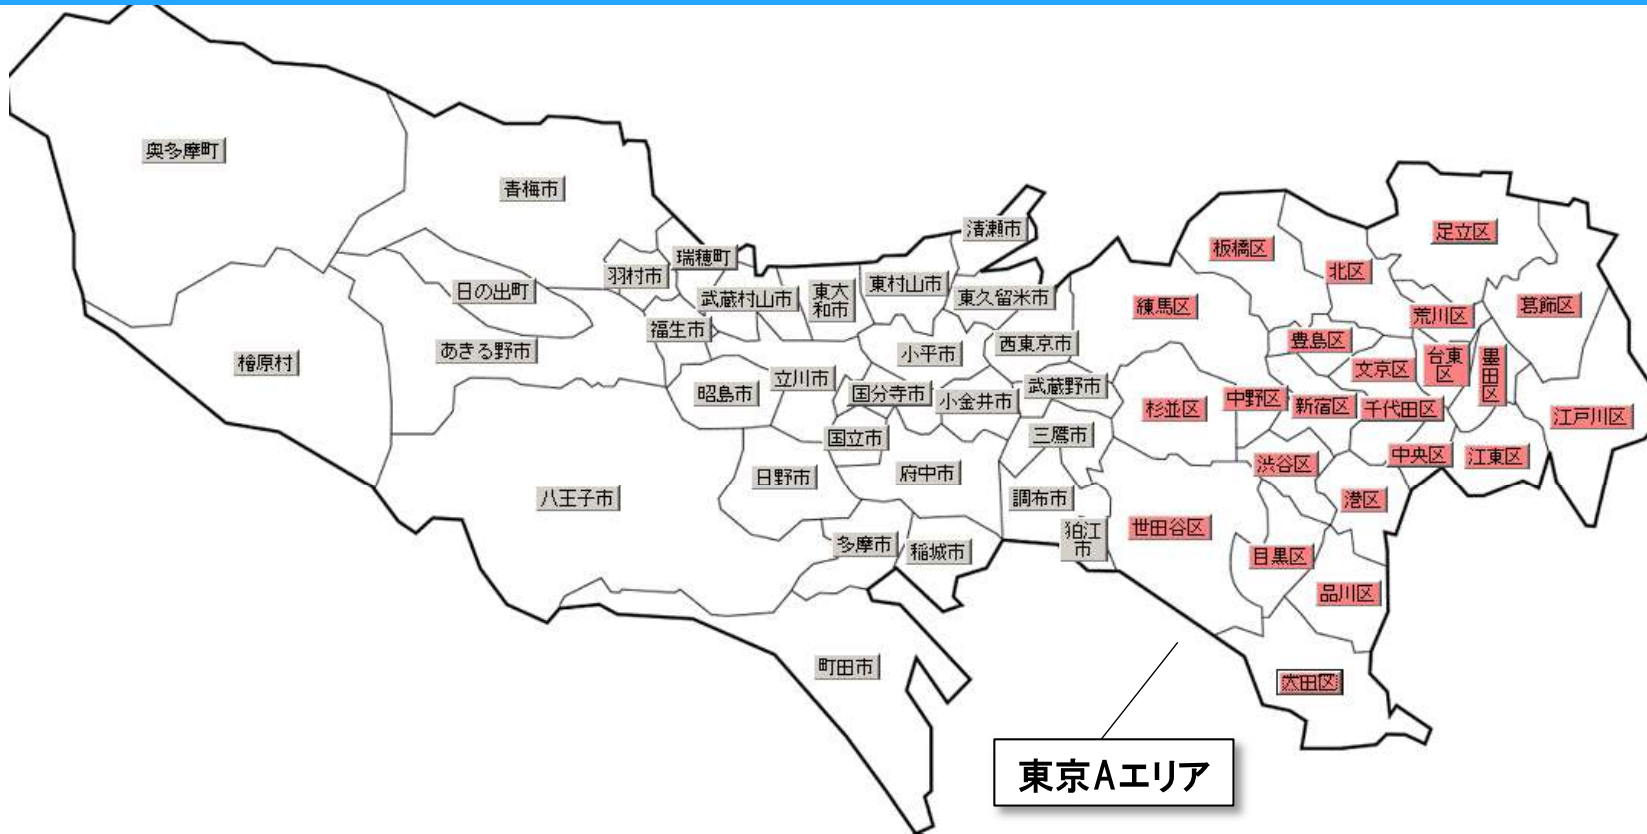 奥多摩町
青梅市
清瀬市
足立区
板橋区
瑞穂町
北区
羽村市
日の出町
武蔵村山市
東大
和市
東村山市
東久留米市
練馬区
荒川区
葛飾区
福生市
あきる野市
小平市
西東京市
豊島区
檜原村
文京区
台東
区
墨
田
区
昭島市
立川市
国分寺市
小金井市
武蔵野市
杉並区
中野区
新宿区
千代田区
江戸川区
国立市
三鷹市
日野市
府中市
渋谷区
中央区
江東区
八王子市
調布市
港区
世田谷区
狛江
市
多摩市
稲城市
目黒区
品川区
町田市
大田区
東京Aエリア